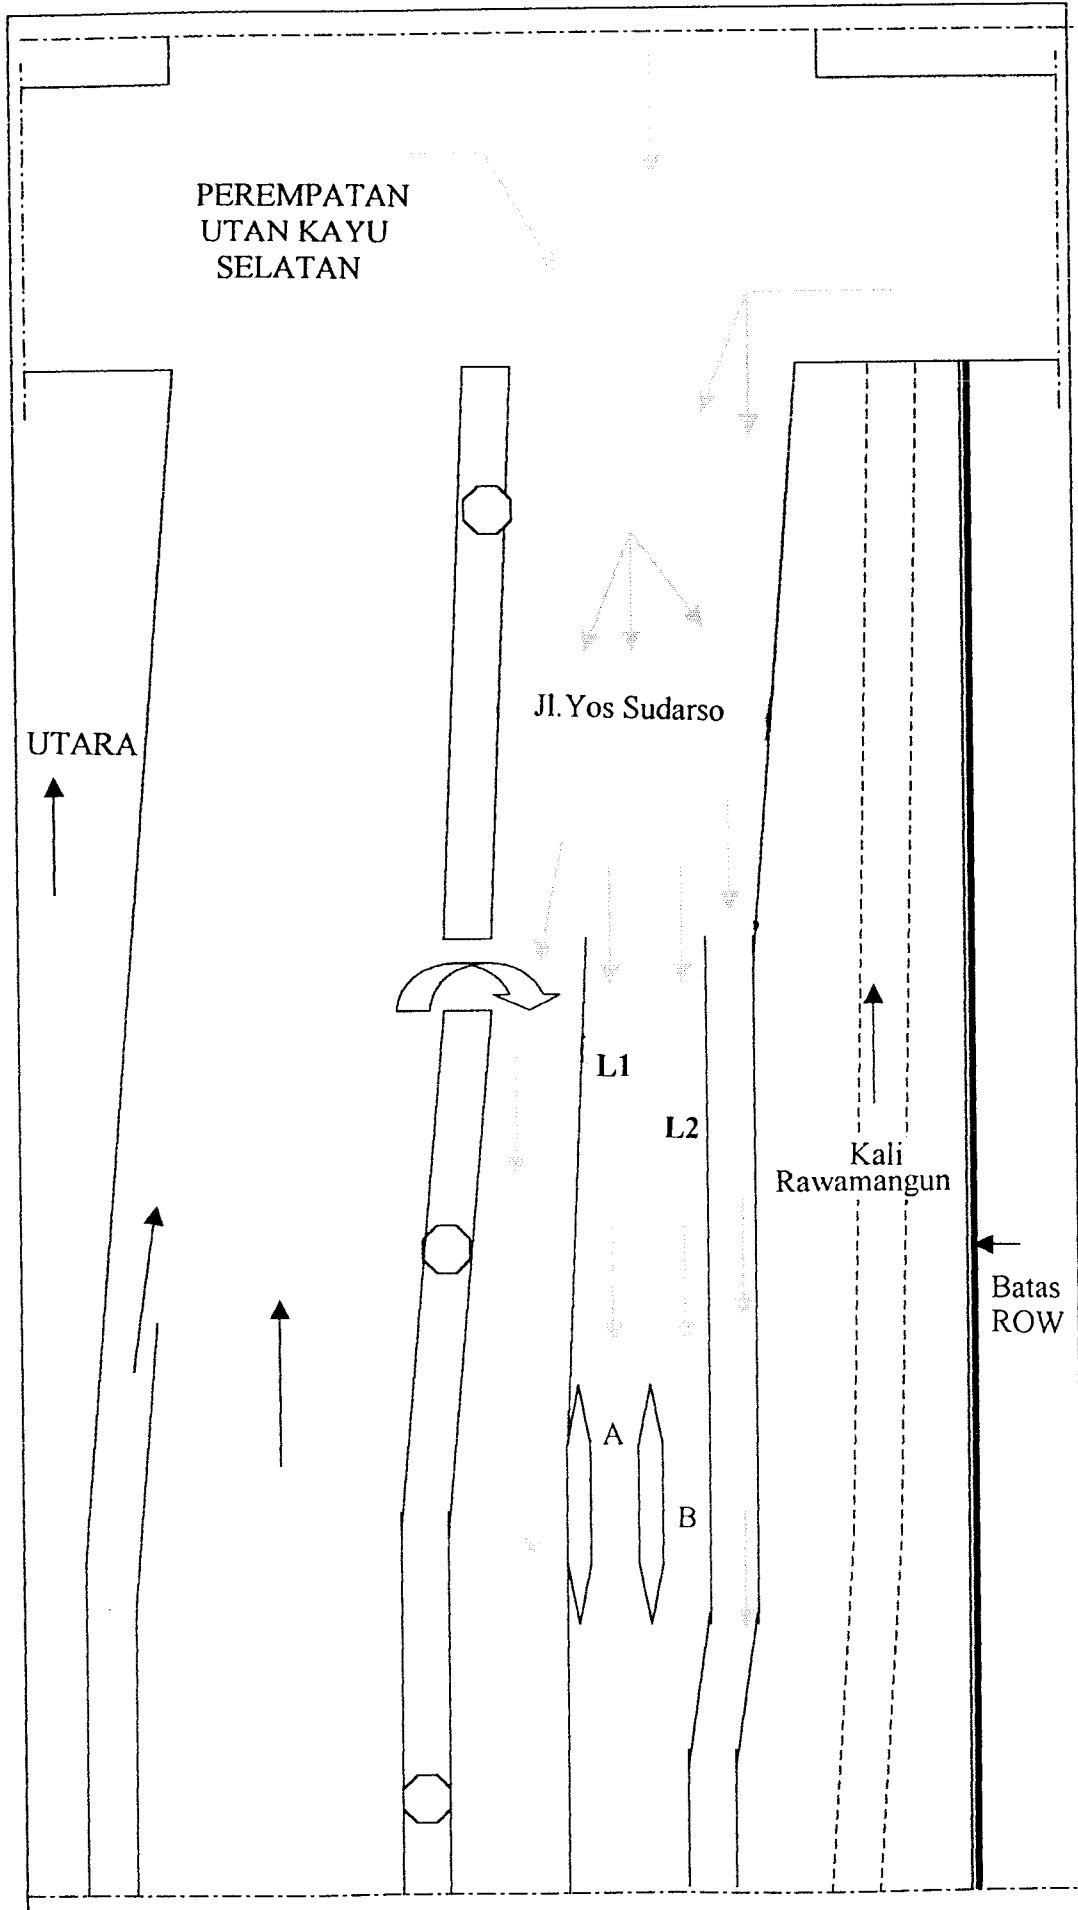 PEREMPATAN
UTAN KAYU
SELATAN
Jl.Yos Sudarso
UTARA
L1
L2
Kali
Rawamangun
Batas
ROW
A
B